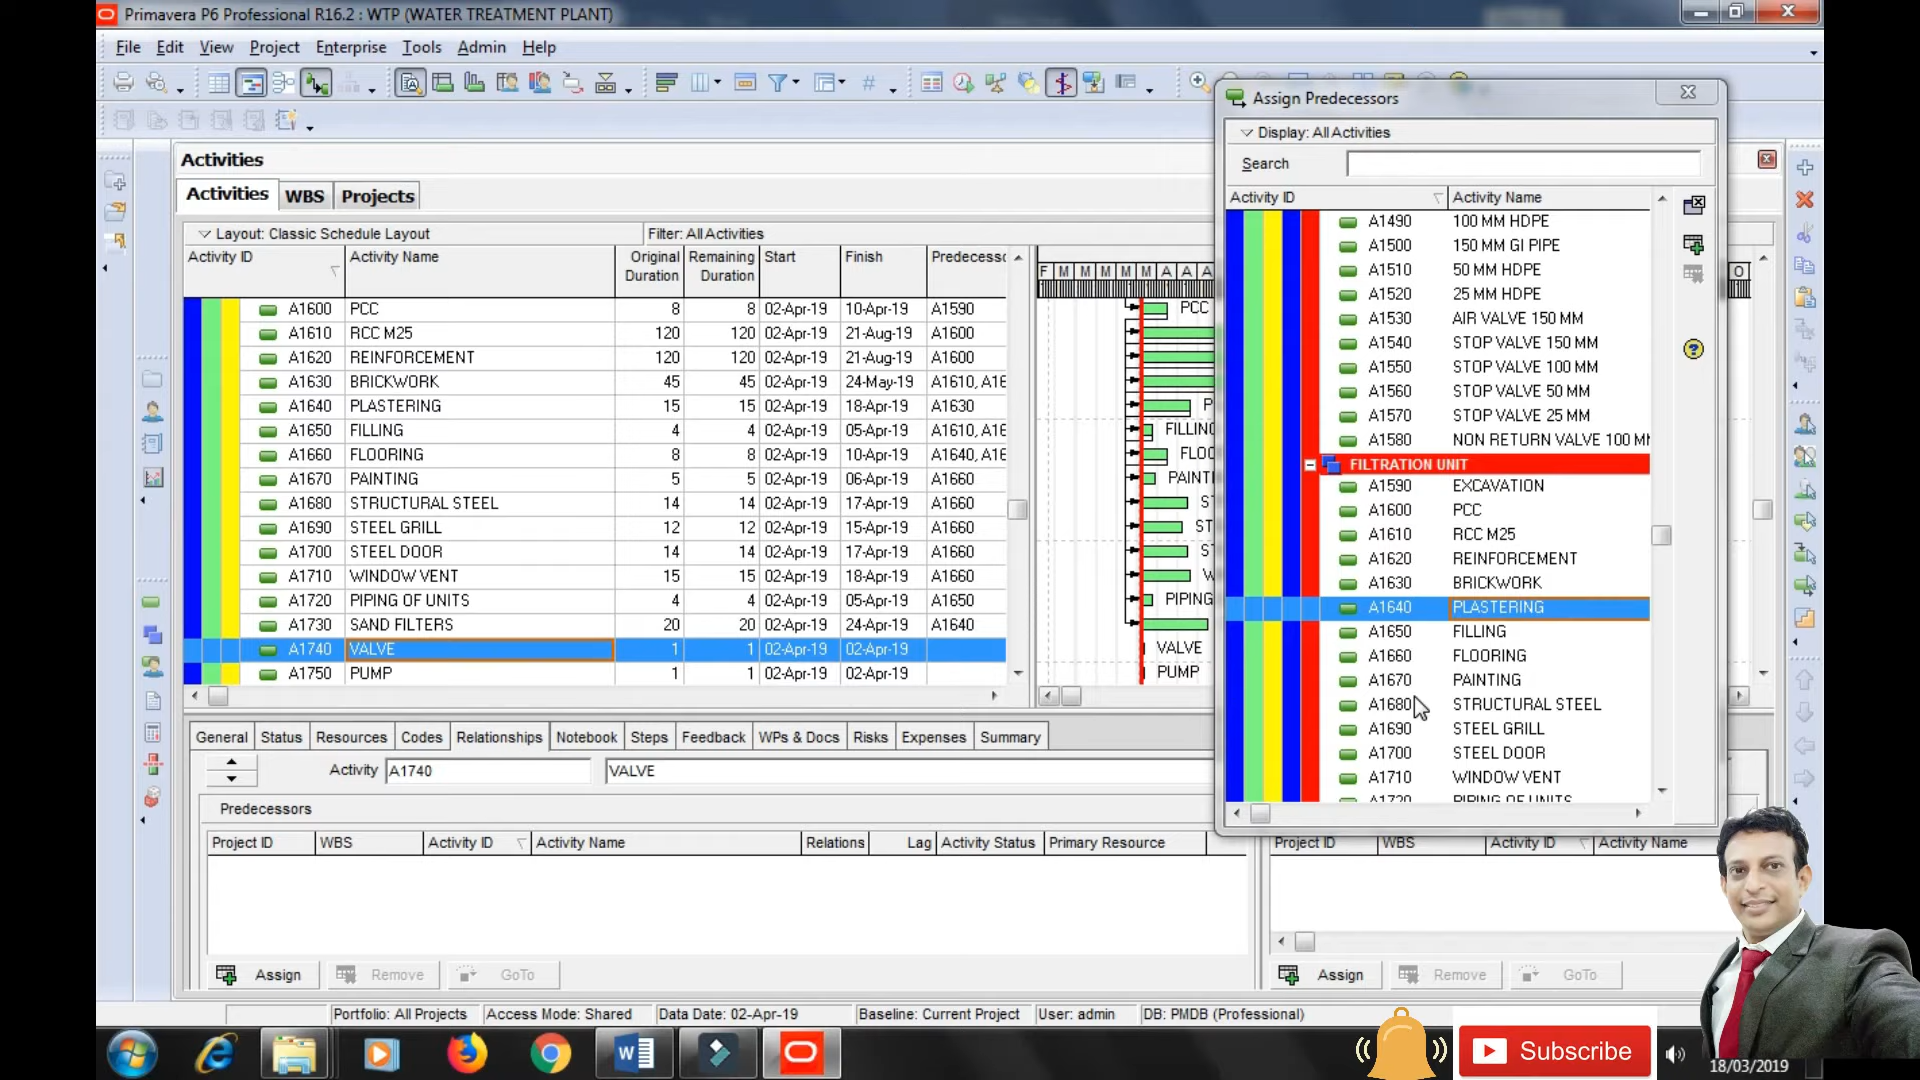 Primavera P6 Professional R16.2 : WTP (WATER TREATMENT PLANT)
File Edit View Project Enterprise Tools Admin Help
Activities
Activities WBS Projects
Layout: Classic Schedule Layout Filter: All Activities
Activity ID Activity Name Original Duration Remaining Duration Start Finish Predecesso
F M M M M M A A A
A1600 PCC 8 8 02-Apr-19 10-Apr-19 A1590 PCC
A1610 RCC M25 120 120 02-Apr-19 21-Aug-19 A1600
A1620 REINFORCEMENT 120 120 02-Apr-19 21-Aug-19 A1600
A1630 BRICKWORK 45 45 02-Apr-19 24-May-19 A1610, A16
A1640 PLASTERING 15 15 02-Apr-19 18-Apr-19 A1630 P
A1650 FILLING 4 4 02-Apr-19 05-Apr-19 A1610, A16 FILLING
A1660 FLOORING 8 8 02-Apr-19 10-Apr-19 A1640, A16 FLOO
A1670 PAINTING 5 5 02-Apr-19 06-Apr-19 A1660 PAINTI
A1680 STRUCTURAL STEEL 14 14 02-Apr-19 17-Apr-19 A1660 S
A1690 STEEL GRILL 12 12 02-Apr-19 15-Apr-19 A1660 ST
A1700 STEEL DOOR 14 14 02-Apr-19 17-Apr-19 A1660 S
A1710 WINDOW VENT 15 15 02-Apr-19 18-Apr-19 A1660 W
A1720 PIPING OF UNITS 4 4 02-Apr-19 05-Apr-19 A1650 PIPING
A1730 SAND FILTERS 20 20 02-Apr-19 24-Apr-19 A1640
A1740 VALVE 1 1 02-Apr-19 02-Apr-19 VALVE
A1750 PUMP 1 1 02-Apr-19 02-Apr-19 PUMP
General Status Resources Codes Relationships Notebook Steps Feedback WPs & Docs Risks Expenses Summary
Activity A1740 VALVE
Predecessors
Project ID WBS Activity ID Activity Name Relations Lag Activity Status Primary Resource
Project ID WBS Activity ID Activity Name
Assign Remove GoTo
Assign Remove GoTo
Portfolio: All Projects Access Mode: Shared Data Date: 02-Apr-19 Baseline: Current Project User: admin DB: PMDB (Professional)
Assign Predecessors
Display: All Activities
Search
Activity ID Activity Name
A1490 100 MM HDPE
A1500 150 MM GI PIPE
A1510 50 MM HDPE
A1520 25 MM HDPE
A1530 AIR VALVE 150 MM
A1540 STOP VALVE 150 MM
A1550 STOP VALVE 100 MM
A1560 STOP VALVE 50 MM
A1570 STOP VALVE 25 MM
A1580 NON RETURN VALVE 100 MM
FILTRATION UNIT
A1590 EXCAVATION
A1600 PCC
A1610 RCC M25
A1620 REINFORCEMENT
A1630 BRICKWORK
A1640 PLASTERING
A1650 FILLING
A1660 FLOORING
A1670 PAINTING
A1680 STRUCTURAL STEEL
A1690 STEEL GRILL
A1700 STEEL DOOR
A1710 WINDOW VENT
A1720 PIPING OF UNITS
O
Subscribe
18/03/2019